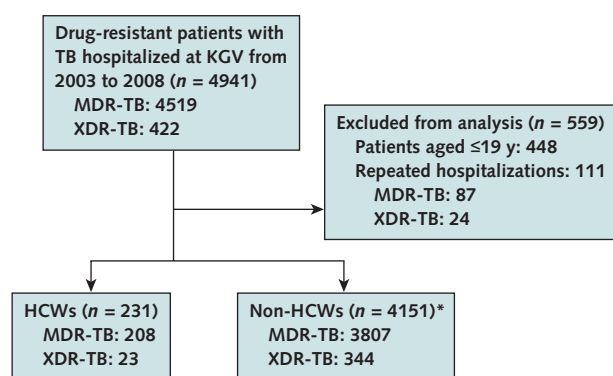 Drug-resistant patients with
TB hospitalized at KGV from
2003 to 2008 (n = 4941)
MDR-TB: 4519
XDR-TB: 422
Excluded from analysis (n = 559)
Patients aged ≤19 y: 448
Repeated hospitalizations: 111
MDR-TB: 87
XDR-TB: 24
HCWs (n = 231)
MDR-TB: 208
XDR-TB: 23
Non-HCWs (n = 4151)*
MDR-TB: 3807
XDR-TB: 344